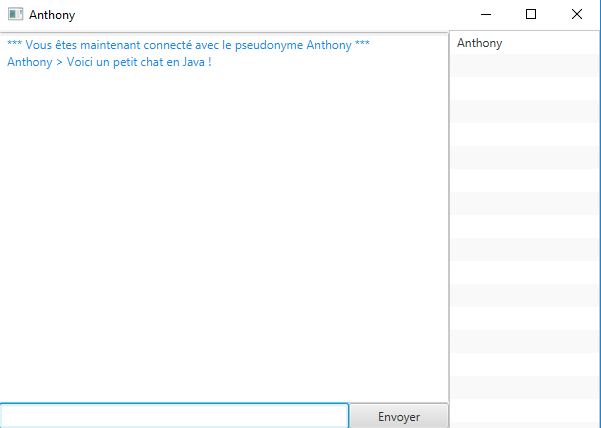 Anthony
*** Vous êtes maintenant connecté avec le pseudonyme Anthony ***
Anthony > Voici un petit chat en Java !
Anthony
Envoyer